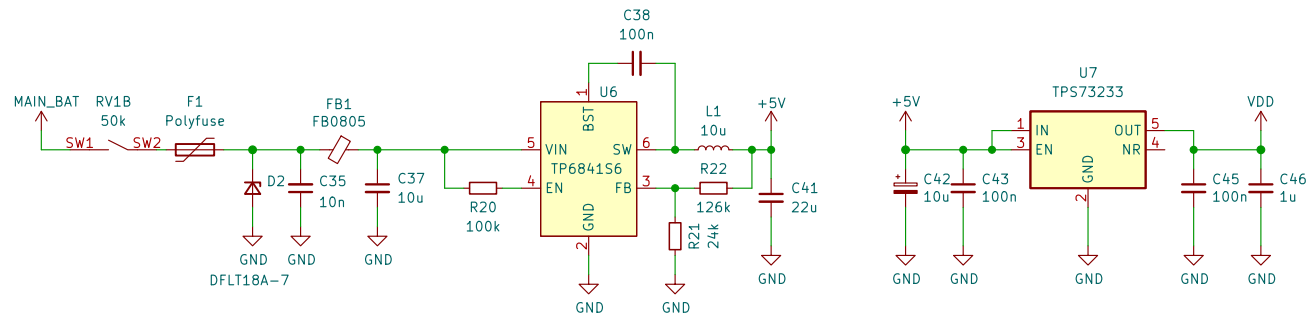 C38
100n
MAIN_BAT
RV1B
50k
F1
Polyfuse
FB1
FB0805
SW1
SW2
D2
C35
10n
C37
10u
GND
GND
GND
DFLT18A-7
R20
100k
U6
1
BST
5
VIN
SW
6
TP6841S6
4
EN
FB
3
GND
2
GND
L1
10u
R22
126k
R21
24k
GND
+5V
C41
22u
GND
+5V
C42
10u
+
GND
C43
100n
GND
U7
TPS73233
1
IN
OUT
5
3
EN
NR
4
GND
2
GND
VDD
C45
100n
GND
C46
1u
GND